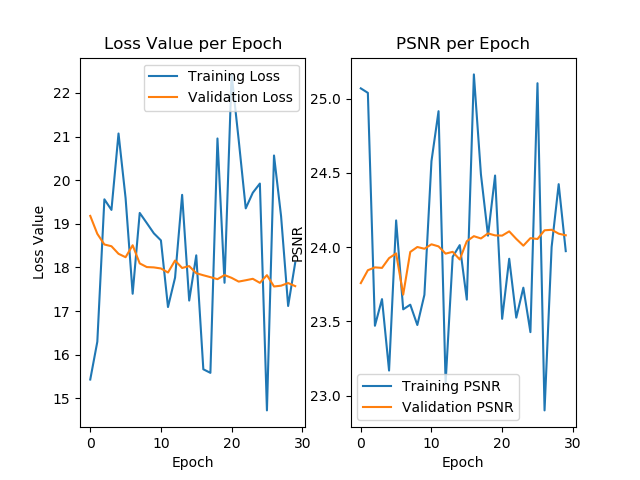 Loss Value per Epoch
Training Loss
Validation Loss
22
21
20
19
18
17
16
15
Loss Value
0
10
20
30
Epoch
PSNR per Epoch
25.0
24.5
24.0
23.5
23.0
PSNR
Training PSNR
Validation PSNR
0
10
20
30
Epoch